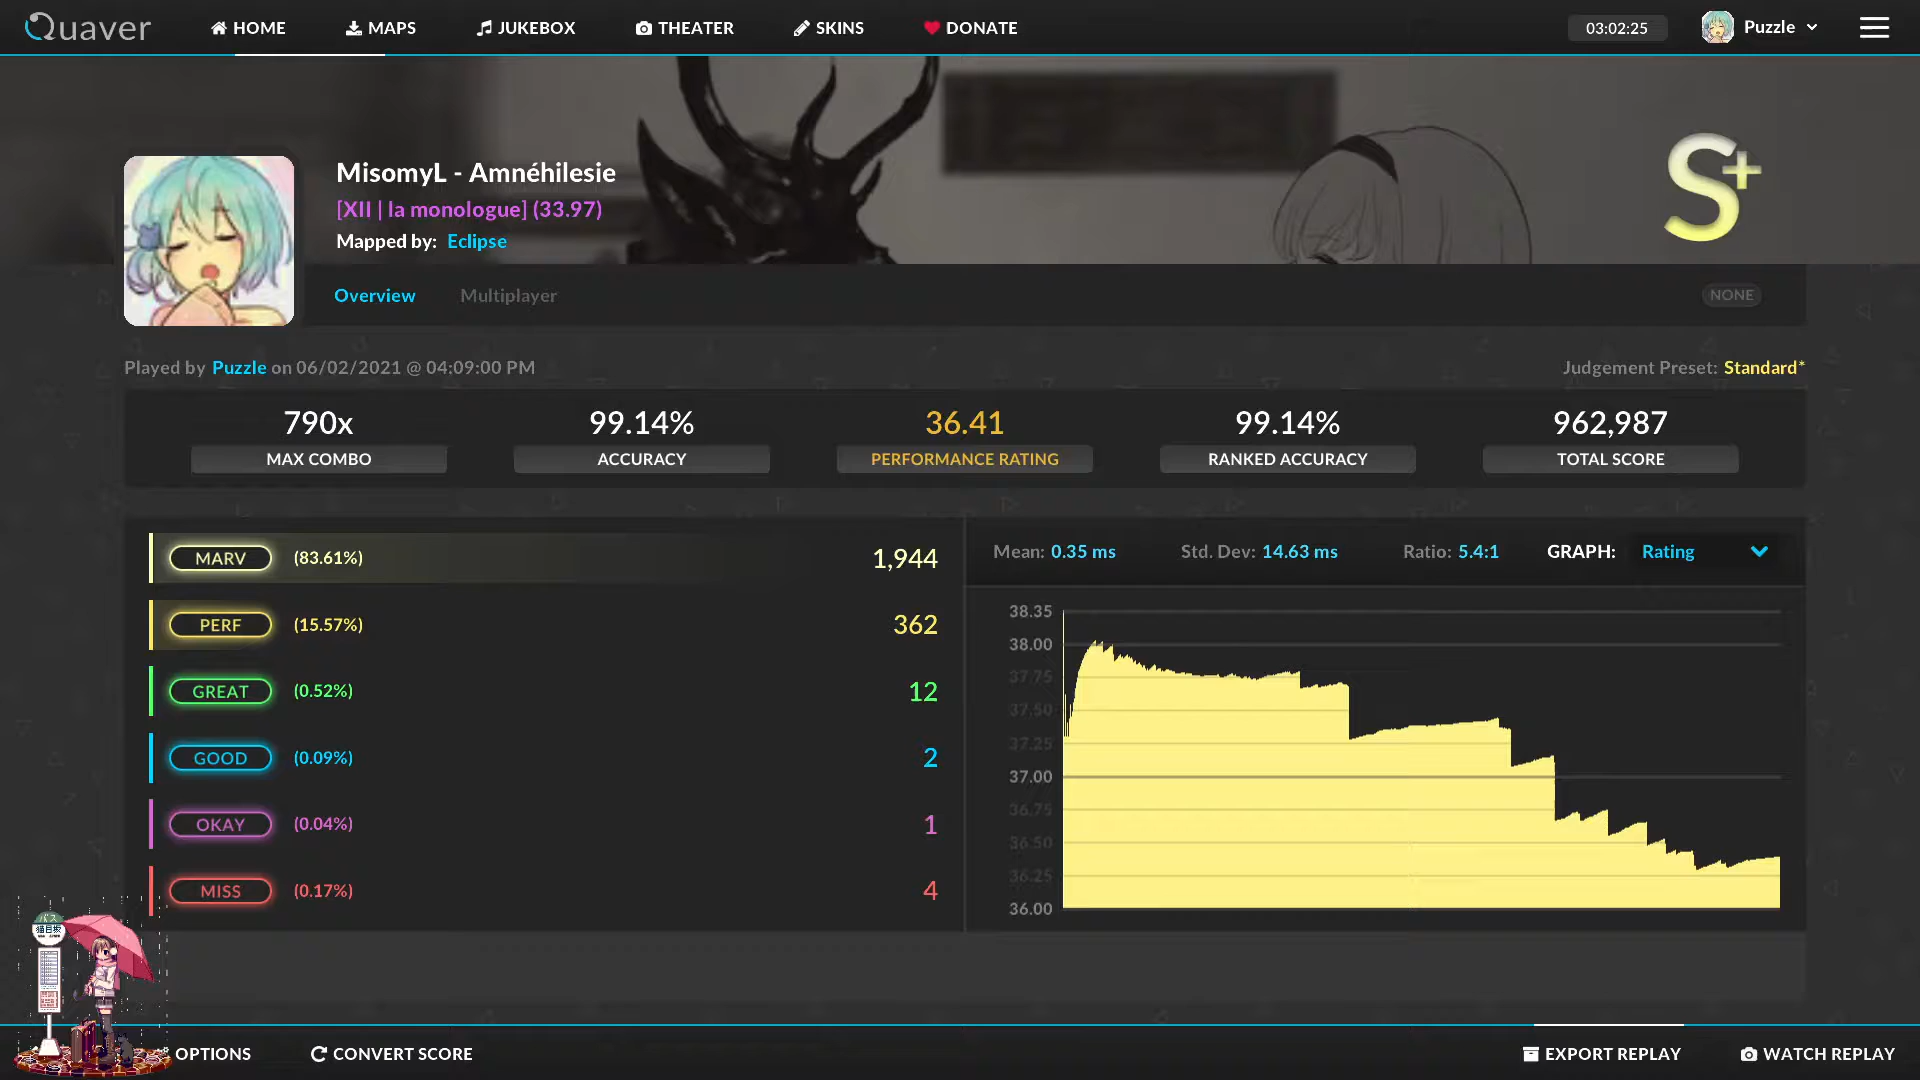 Quaver
HOME
MAPS
JUKEBOX
THEATER
SKINS
DONATE
03:02:25
Puzzle
MisomyL - Amnéhilesie
[XII | la monologue] (33.97)
Mapped by: Eclipse
S+
Overview
Multiplayer
NONE
Played by Puzzle on 06/02/2021 @ 04:09:00 PM
Judgement Preset: Standard*
790x
MAX COMBO
99.14%
ACCURACY
36.41
PERFORMANCE RATING
99.14%
RANKED ACCURACY
962,987
TOTAL SCORE
MARV (83.61%) 1,944
PERF (15.57%) 362
GREAT (0.52%) 12
GOOD (0.09%) 2
OKAY (0.04%) 1
MISS (0.17%) 4
Mean: 0.35 ms
Std. Dev: 14.63 ms
Ratio: 5.4:1
GRAPH: Rating
38.35
38.00
37.75
37.50
37.25
37.00
36.75
36.50
36.25
36.00
バス
OPTIONS
CONVERT SCORE
EXPORT REPLAY
WATCH REPLAY